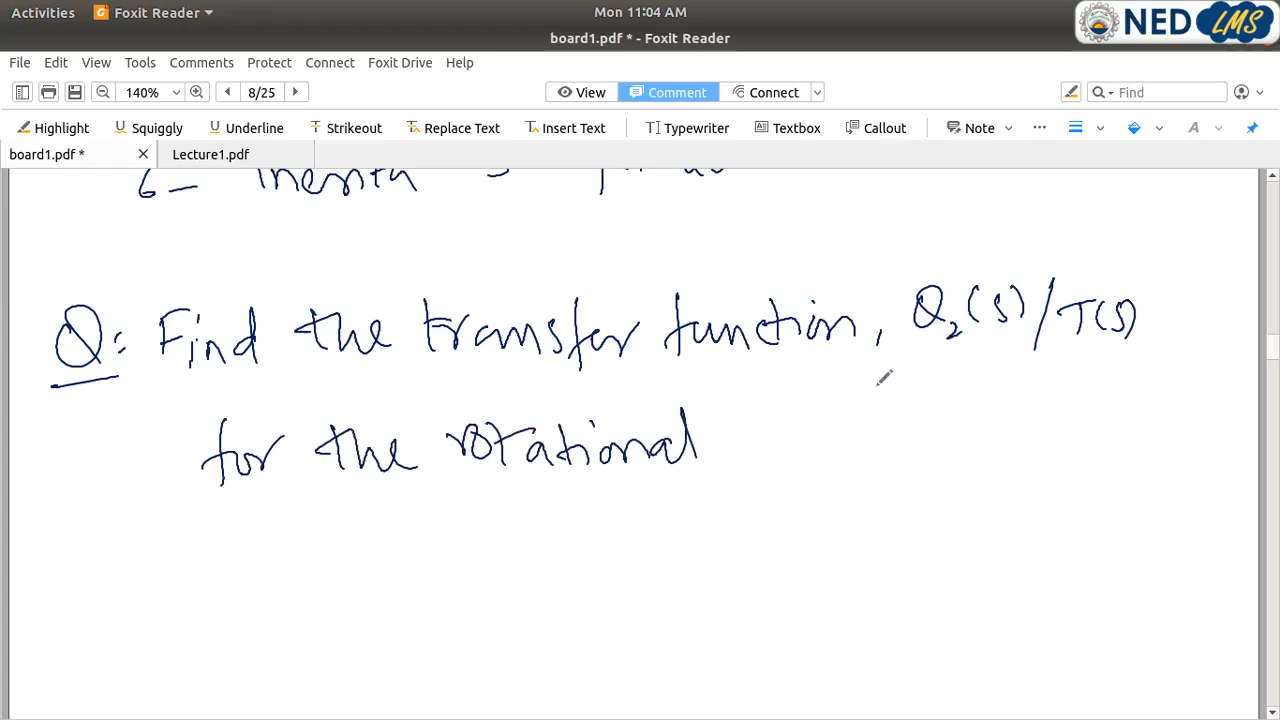 Activities Foxit Reader Mon 11:04 AM NED LMS
board1.pdf * - Foxit Reader
File Edit View Tools Comments Protect Connect Foxit Drive Help
140% 8/25 View Comment Connect Find
Highlight Squiggly Underline Strikeout Replace Text Insert Text Typewriter Textbox Callout Note ... A
board1.pdf * Lecture1.pdf
6-
Q: Find the transfer function, θ₂(s)/T(s)
for the rotational